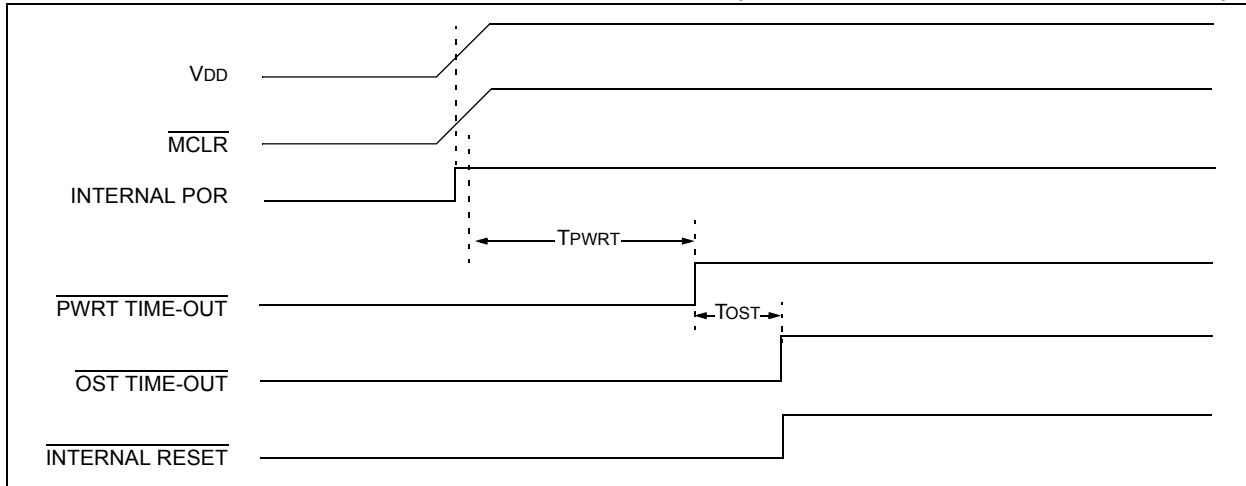 VDD
MCLR
INTERNAL POR
TPWRT
PWRT TIME-OUT
TOST
OST TIME-OUT
INTERNAL RESET